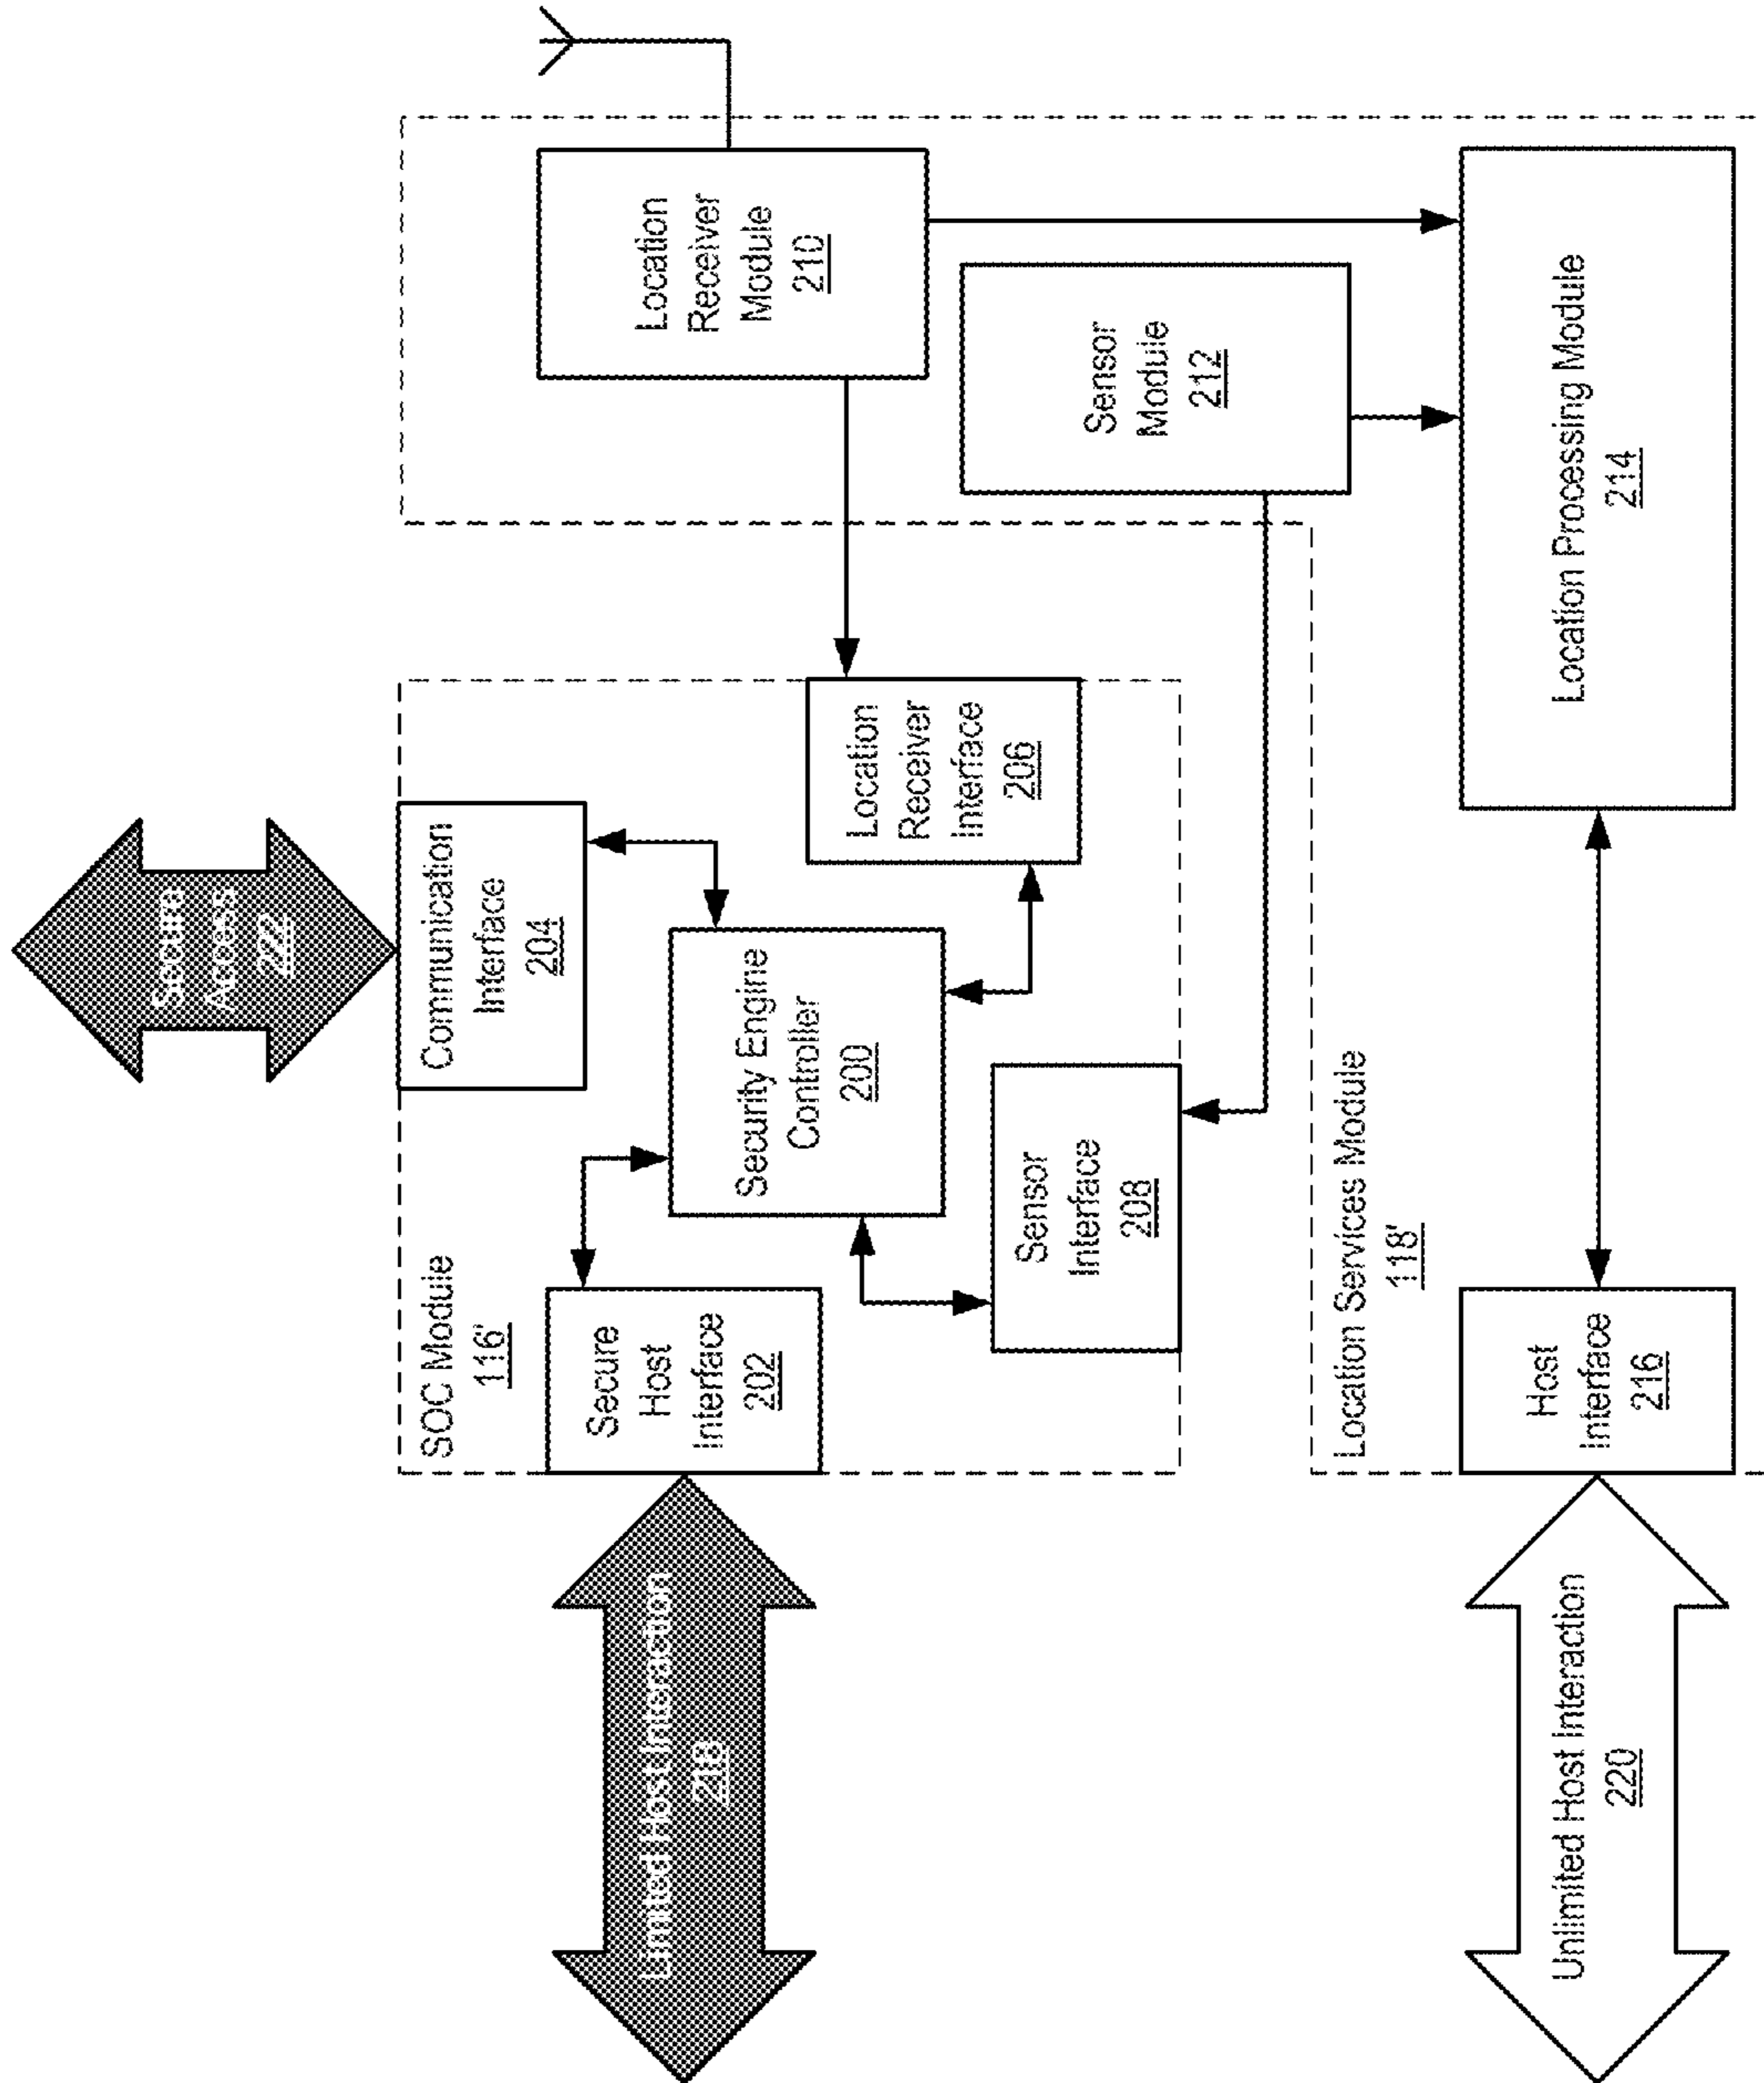 Limited Host Interaction
218
Unlimited Host Interaction
220
SOC Module
116'
Secure
Host
Interface
202
Communication
Interface
204
Secure
Access
222
Security Engine
Controller
200
Sensor
Interface
208
Location
Receiver
Interface
206
Location Services Module
118'
Host
Interface
216
Location
Receiver
Module
210
Sensor
Module
212
Location Processing Module
214